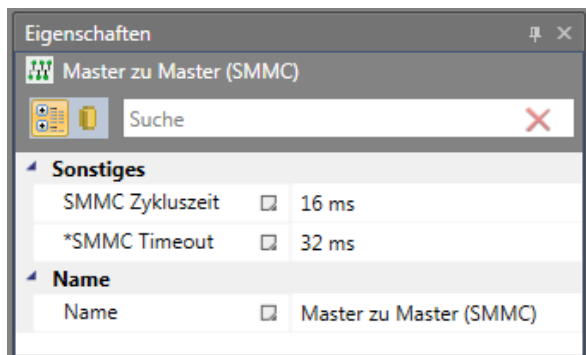 Eigenschaften
Master zu Master (SMMC)
Suche
Sonstiges
SMMC Zykluszeit 16 ms
*SMMC Timeout 32 ms
Name
Name Master zu Master (SMMC)